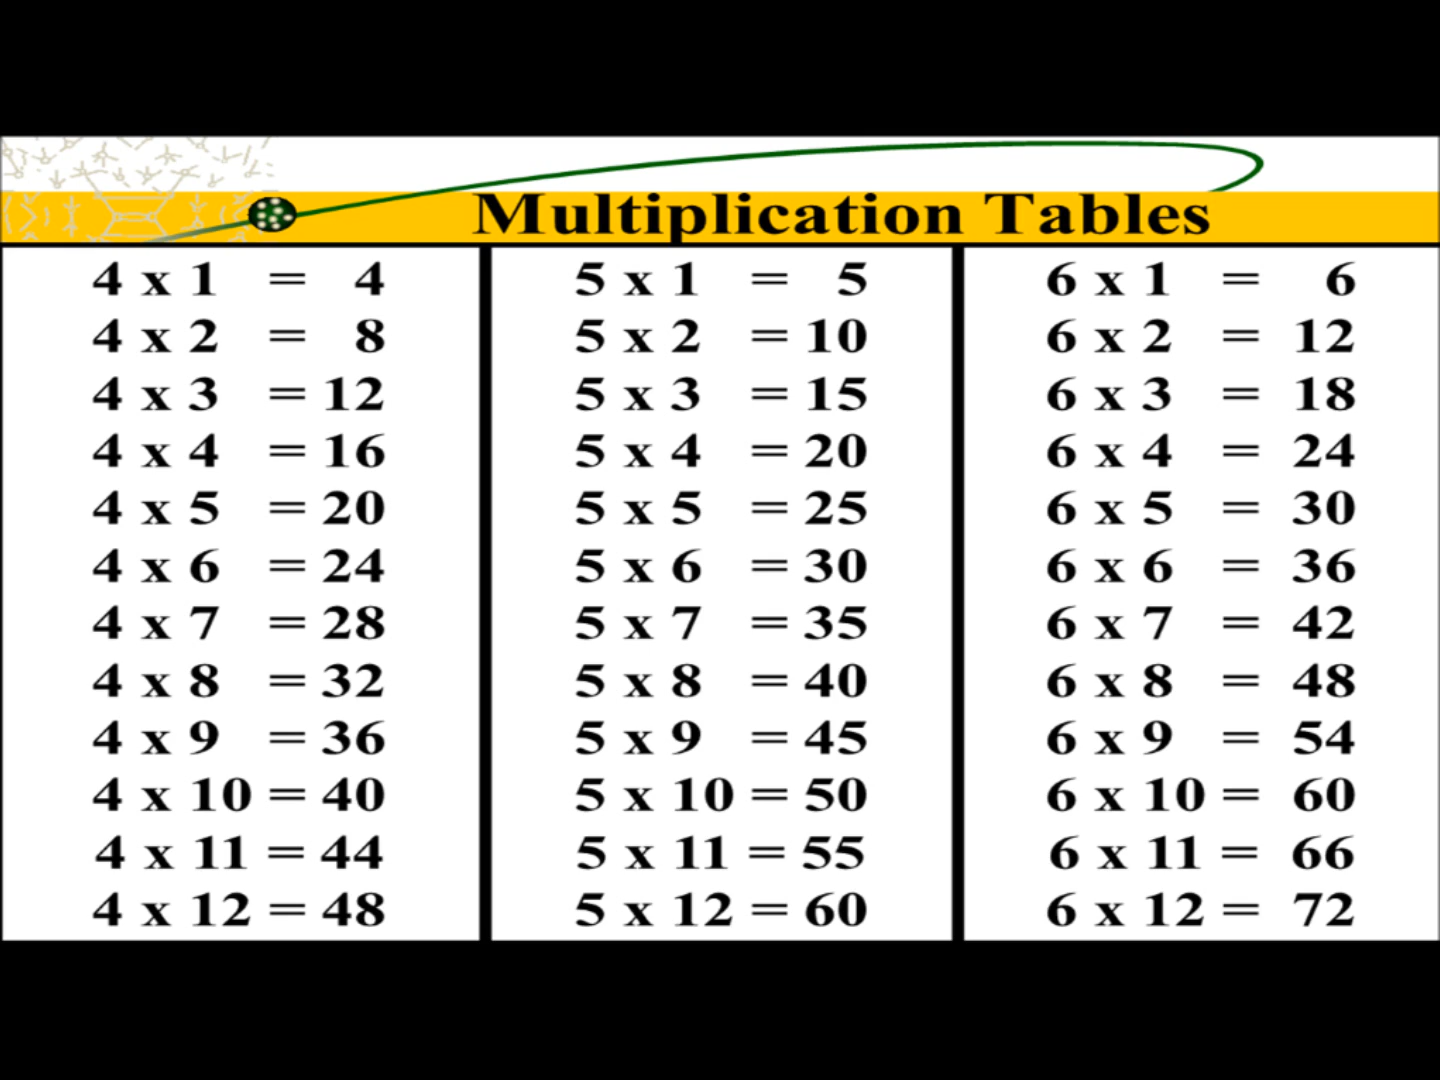 Multiplication Tables
4 x 1 = 4
4 x 2 = 8
4 x 3 = 12
4 x 4 = 16
4 x 5 = 20
4 x 6 = 24
4 x 7 = 28
4 x 8 = 32
4 x 9 = 36
4 x 10 = 40
4 x 11 = 44
4 x 12 = 48
5 x 1 = 5
5 x 2 = 10
5 x 3 = 15
5 x 4 = 20
5 x 5 = 25
5 x 6 = 30
5 x 7 = 35
5 x 8 = 40
5 x 9 = 45
5 x 10 = 50
5 x 11 = 55
5 x 12 = 60
6 x 1 = 6
6 x 2 = 12
6 x 3 = 18
6 x 4 = 24
6 x 5 = 30
6 x 6 = 36
6 x 7 = 42
6 x 8 = 48
6 x 9 = 54
6 x 10 = 60
6 x 11 = 66
6 x 12 = 72